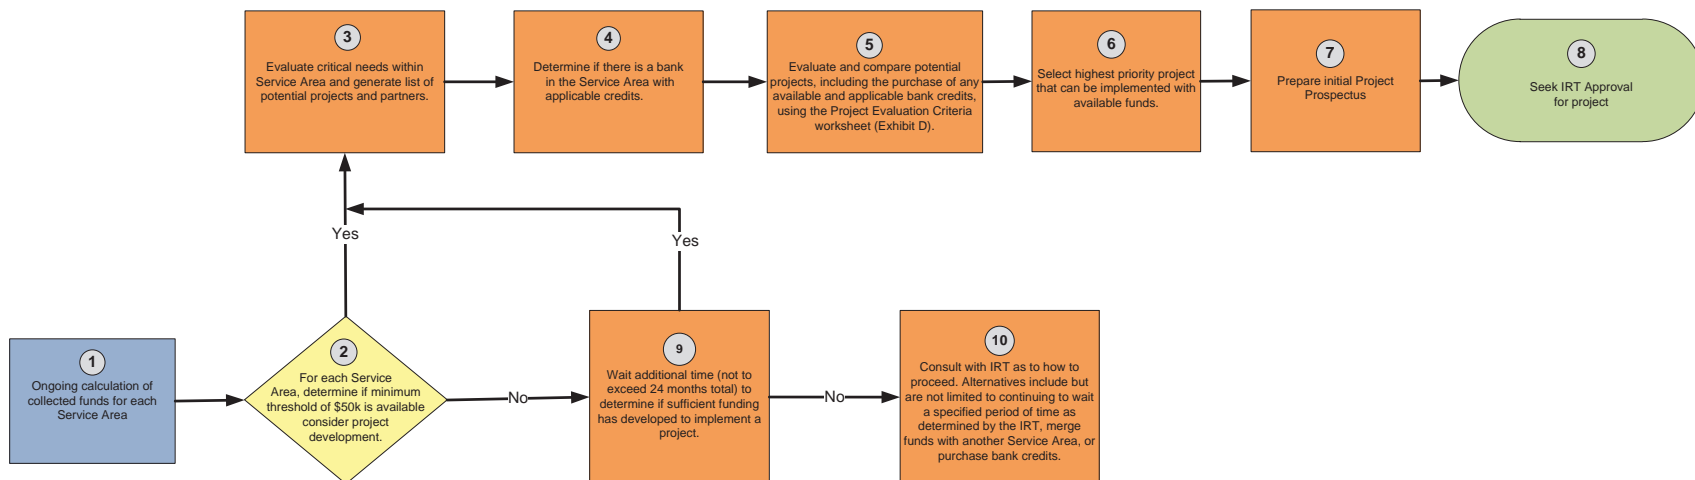 3
Evaluate critical needs within
Service Area and generate list of
potential projects and partners.
4
Determine if there is a bank
in the Service Area with
applicable credits.
5
Evaluate and compare potential
projects, including the purchase of any
available and applicable bank credits,
using the Project Evaluation Criteria
worksheet (Exhibit D).
6
Select highest priority project
that can be implemented with
available funds.
7
Prepare initial Project
Prospectus
8
Seek IRT Approval
for project
Yes
Yes
1
Ongoing calculation of
collected funds for each
Service Area
2
For each Service
Area, determine if minimum
threshold of $50k is available
consider project
development.
No
9
Wait additional time (not to
exceed 24 months total) to
determine if sufficient funding
has developed to implement a
project.
No
10
Consult with IRT as to how to
proceed. Alternatives include but
are not limited to continuing to wait
a specified period of time as
determined by the IRT, merge
funds with another Service Area, or
purchase bank credits.